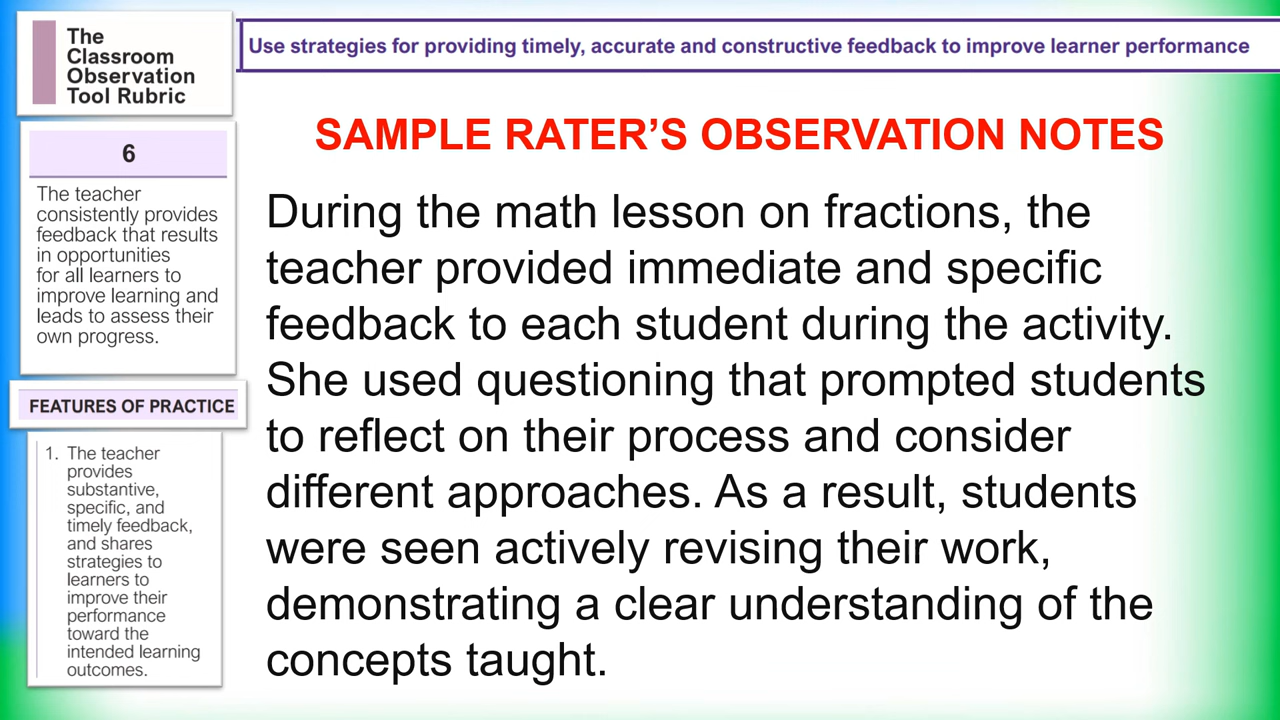 The
Classroom
Observation
Tool Rubric
Use strategies for providing timely, accurate and constructive feedback to improve learner performance
6
The teacher
consistently provides
feedback that results
in opportunities
for all learners to
improve learning and
leads to assess their
own progress.
FEATURES OF PRACTICE
1. The teacher
provides
substantive,
specific, and
timely feedback,
and shares
strategies to
learners to
improve their
performance
toward the
intended learning
outcomes.
SAMPLE RATER’S OBSERVATION NOTES
During the math lesson on fractions, the
teacher provided immediate and specific
feedback to each student during the activity.
She used questioning that prompted students
to reflect on their process and consider
different approaches. As a result, students
were seen actively revising their work,
demonstrating a clear understanding of the
concepts taught.